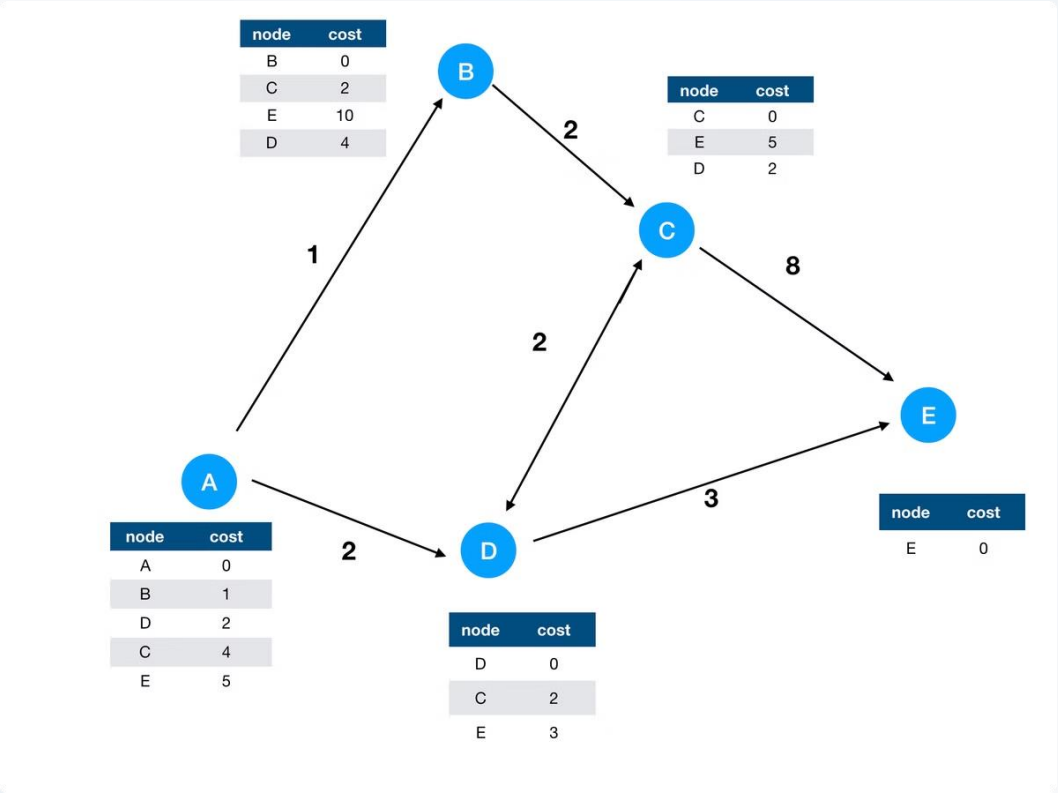 node cost
B 0
C 2
E 10
D 4
B
2
node cost
C 0
E 5
D 2
C
1
8
2
E
A
3
node cost
E 0
node cost
A 0
B 1
D 2
C 4
E 5
2
D
node cost
D 0
C 2
E 3